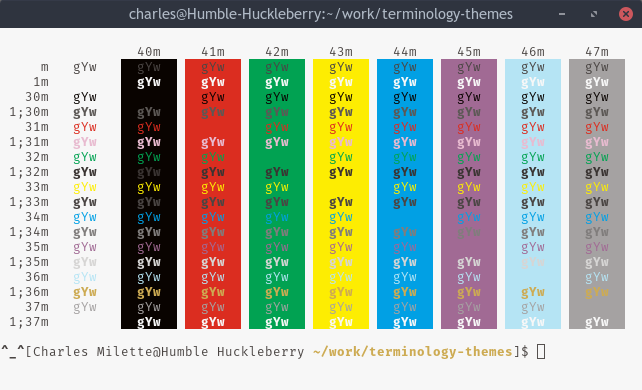 charles@Humble-Huckleberry:~/work/terminology-themes
40m 41m 42m 43m 44m 45m 46m 47m
m gYw gYw gYw gYw gYw gYw gYw gYw gYw
1m gYw gYw gYw gYw gYw gYw gYw gYw
30m gYw gYw gYw gYw gYw gYw gYw gYw
1;30m gYw gYw gYw gYw gYw gYw gYw gYw gYw
31m gYw gYw gYw gYw gYw gYw gYw gYw
1;31m gYw gYw gYw gYw gYw gYw gYw gYw gYw
32m gYw gYw gYw gYw gYw gYw gYw gYw
1;32m gYw gYw gYw gYw gYw gYw gYw gYw gYw
33m gYw gYw gYw gYw gYw gYw gYw gYw
1;33m gYw gYw gYw gYw gYw gYw gYw gYw gYw
34m gYw gYw gYw gYw gYw gYw gYw gYw
1;34m gYw gYw gYw gYw gYw gYw gYw gYw gYw
35m gYw gYw gYw gYw gYw gYw gYw gYw
1;35m gYw gYw gYw gYw gYw gYw gYw gYw gYw
36m gYw gYw gYw gYw gYw gYw gYw gYw
1;36m gYw gYw gYw gYw gYw gYw gYw gYw gYw
37m gYw gYw gYw gYw gYw gYw gYw gYw
1;37m gYw gYw gYw gYw gYw gYw gYw gYw
^_^[Charles Milette@Humble Huckleberry ~/work/terminology-themes]$